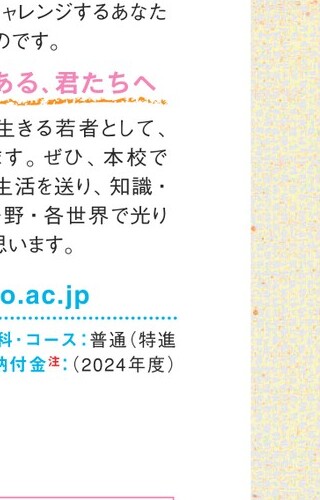 ャレンジするあなた
のです。
ある、君たちへ
生きる若者として、
ます。ぜひ、本校で
生活を送り、知識・
野・各世界で光り
思います。
o.ac.jp
科・コース：普通（特進
納付金注：（2024年度）